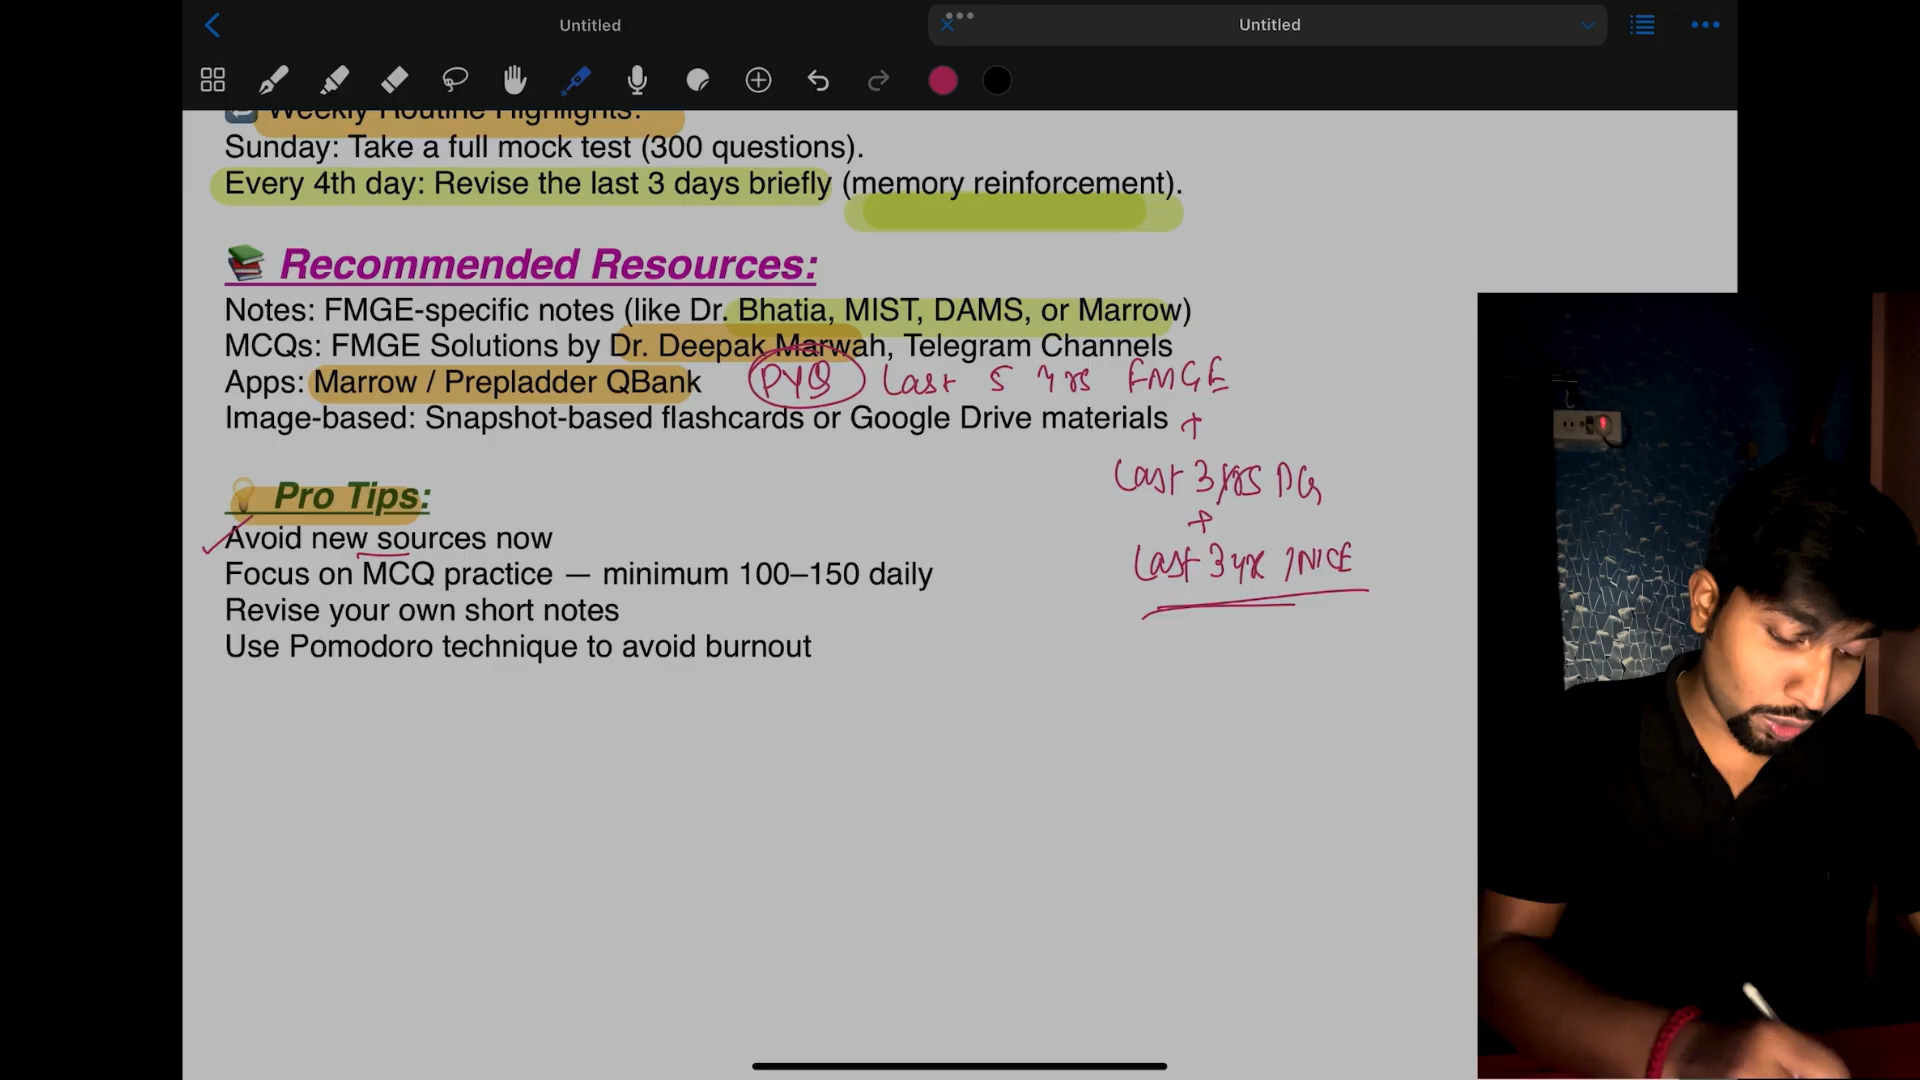 Untitled
Untitled
Weekly Routine Highlights:
Sunday: Take a full mock test (300 questions).
Every 4th day: Revise the last 3 days briefly (memory reinforcement).
Recommended Resources:
Notes: FMGE-specific notes (like Dr. Bhatia, MIST, DAMS, or Marrow)
MCQs: FMGE Solutions by Dr. Deepak Marwah, Telegram Channels
Apps: Marrow / Prepladder QBank PYQ Last 5 yrs FMGE
Image-based: Snapshot-based flashcards or Google Drive materials +
Last 3 yrs
Pro Tips:
+
Avoid new sources now
Last 3 yr INICE
Focus on MCQ practice — minimum 100–150 daily
Revise your own short notes
Use Pomodoro technique to avoid burnout